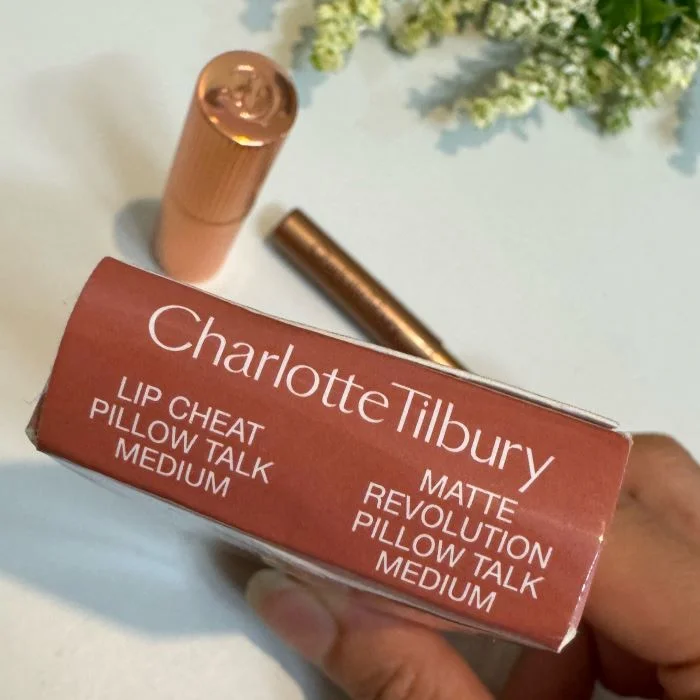 Charlotte Tilbury
LIP CHEAT
PILLOW TALK
MEDIUM
MATTE
REVOLUTION
PILLOW TALK
MEDIUM